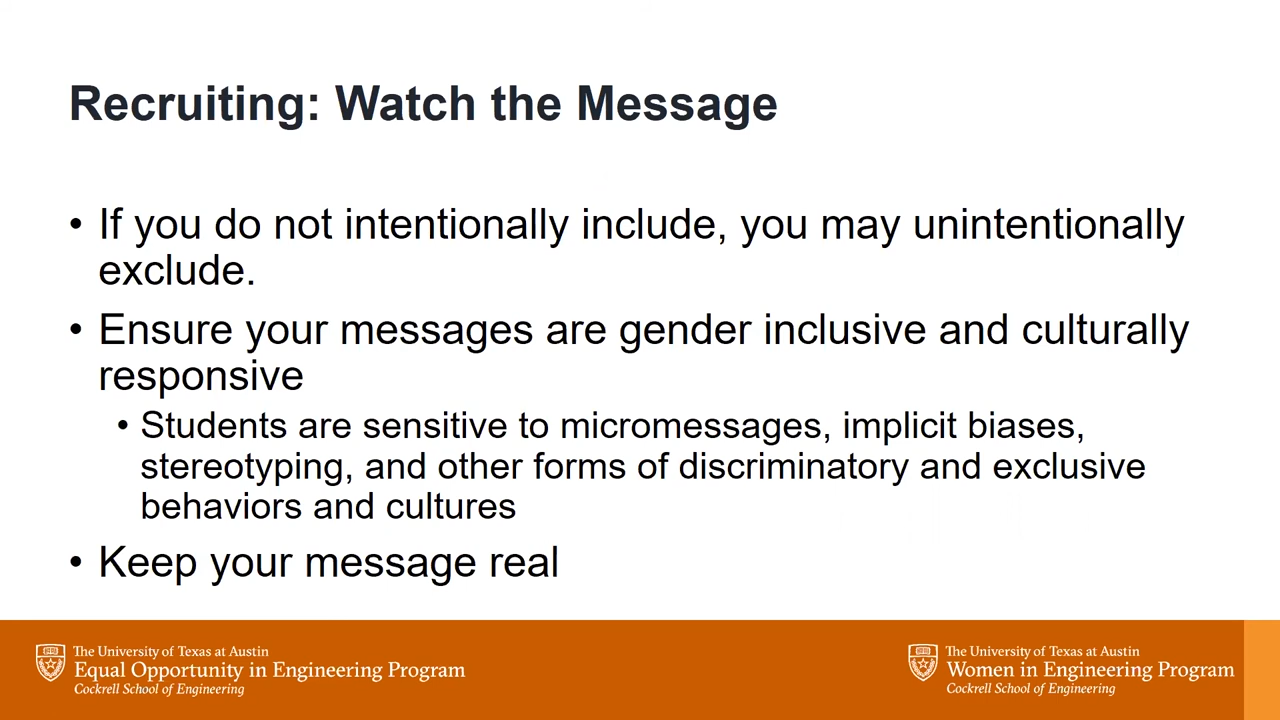 Recruiting: Watch the Message
• If you do not intentionally include, you may unintentionally
exclude.
• Ensure your messages are gender inclusive and culturally
responsive
• Students are sensitive to micromessages, implicit biases,
stereotyping, and other forms of discriminatory and exclusive
behaviors and cultures
• Keep your message real
The University of Texas at Austin
Equal Opportunity in Engineering Program
Cockrell School of Engineering
The University of Texas at Austin
Women in Engineering Program
Cockrell School of Engineering